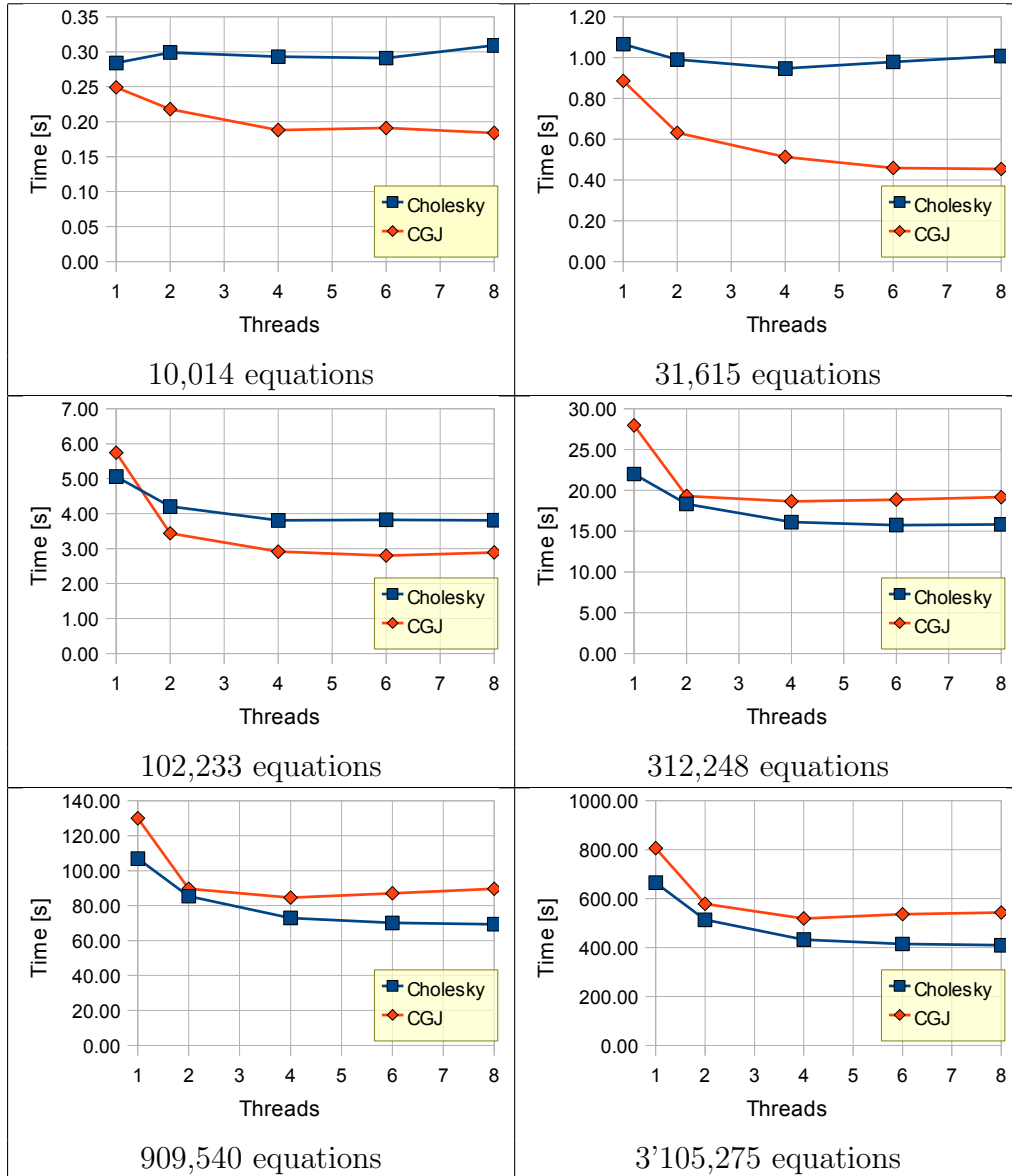 0.35
0.30
0.25
0.20
0.15
0.10
0.05
0.00
Time [s]
Cholesky
CGJ
1 2 3 4 5 6 7 8
Threads
10,014 equations
1.20
1.00
0.80
0.60
0.40
0.20
0.00
Time [s]
Cholesky
CGJ
1 2 3 4 5 6 7 8
Threads
31,615 equations
7.00
6.00
5.00
4.00
3.00
2.00
1.00
0.00
Time [s]
Cholesky
CGJ
1 2 3 4 5 6 7 8
Threads
102,233 equations
30.00
25.00
20.00
15.00
10.00
5.00
0.00
Time [s]
Cholesky
CGJ
1 2 3 4 5 6 7 8
Threads
312,248 equations
140.00
120.00
100.00
80.00
60.00
40.00
20.00
0.00
Time [s]
Cholesky
CGJ
1 2 3 4 5 6 7 8
Threads
909,540 equations
1000.00
800.00
600.00
400.00
200.00
0.00
Time [s]
Cholesky
CGJ
1 2 3 4 5 6 7 8
Threads
3'105,275 equations